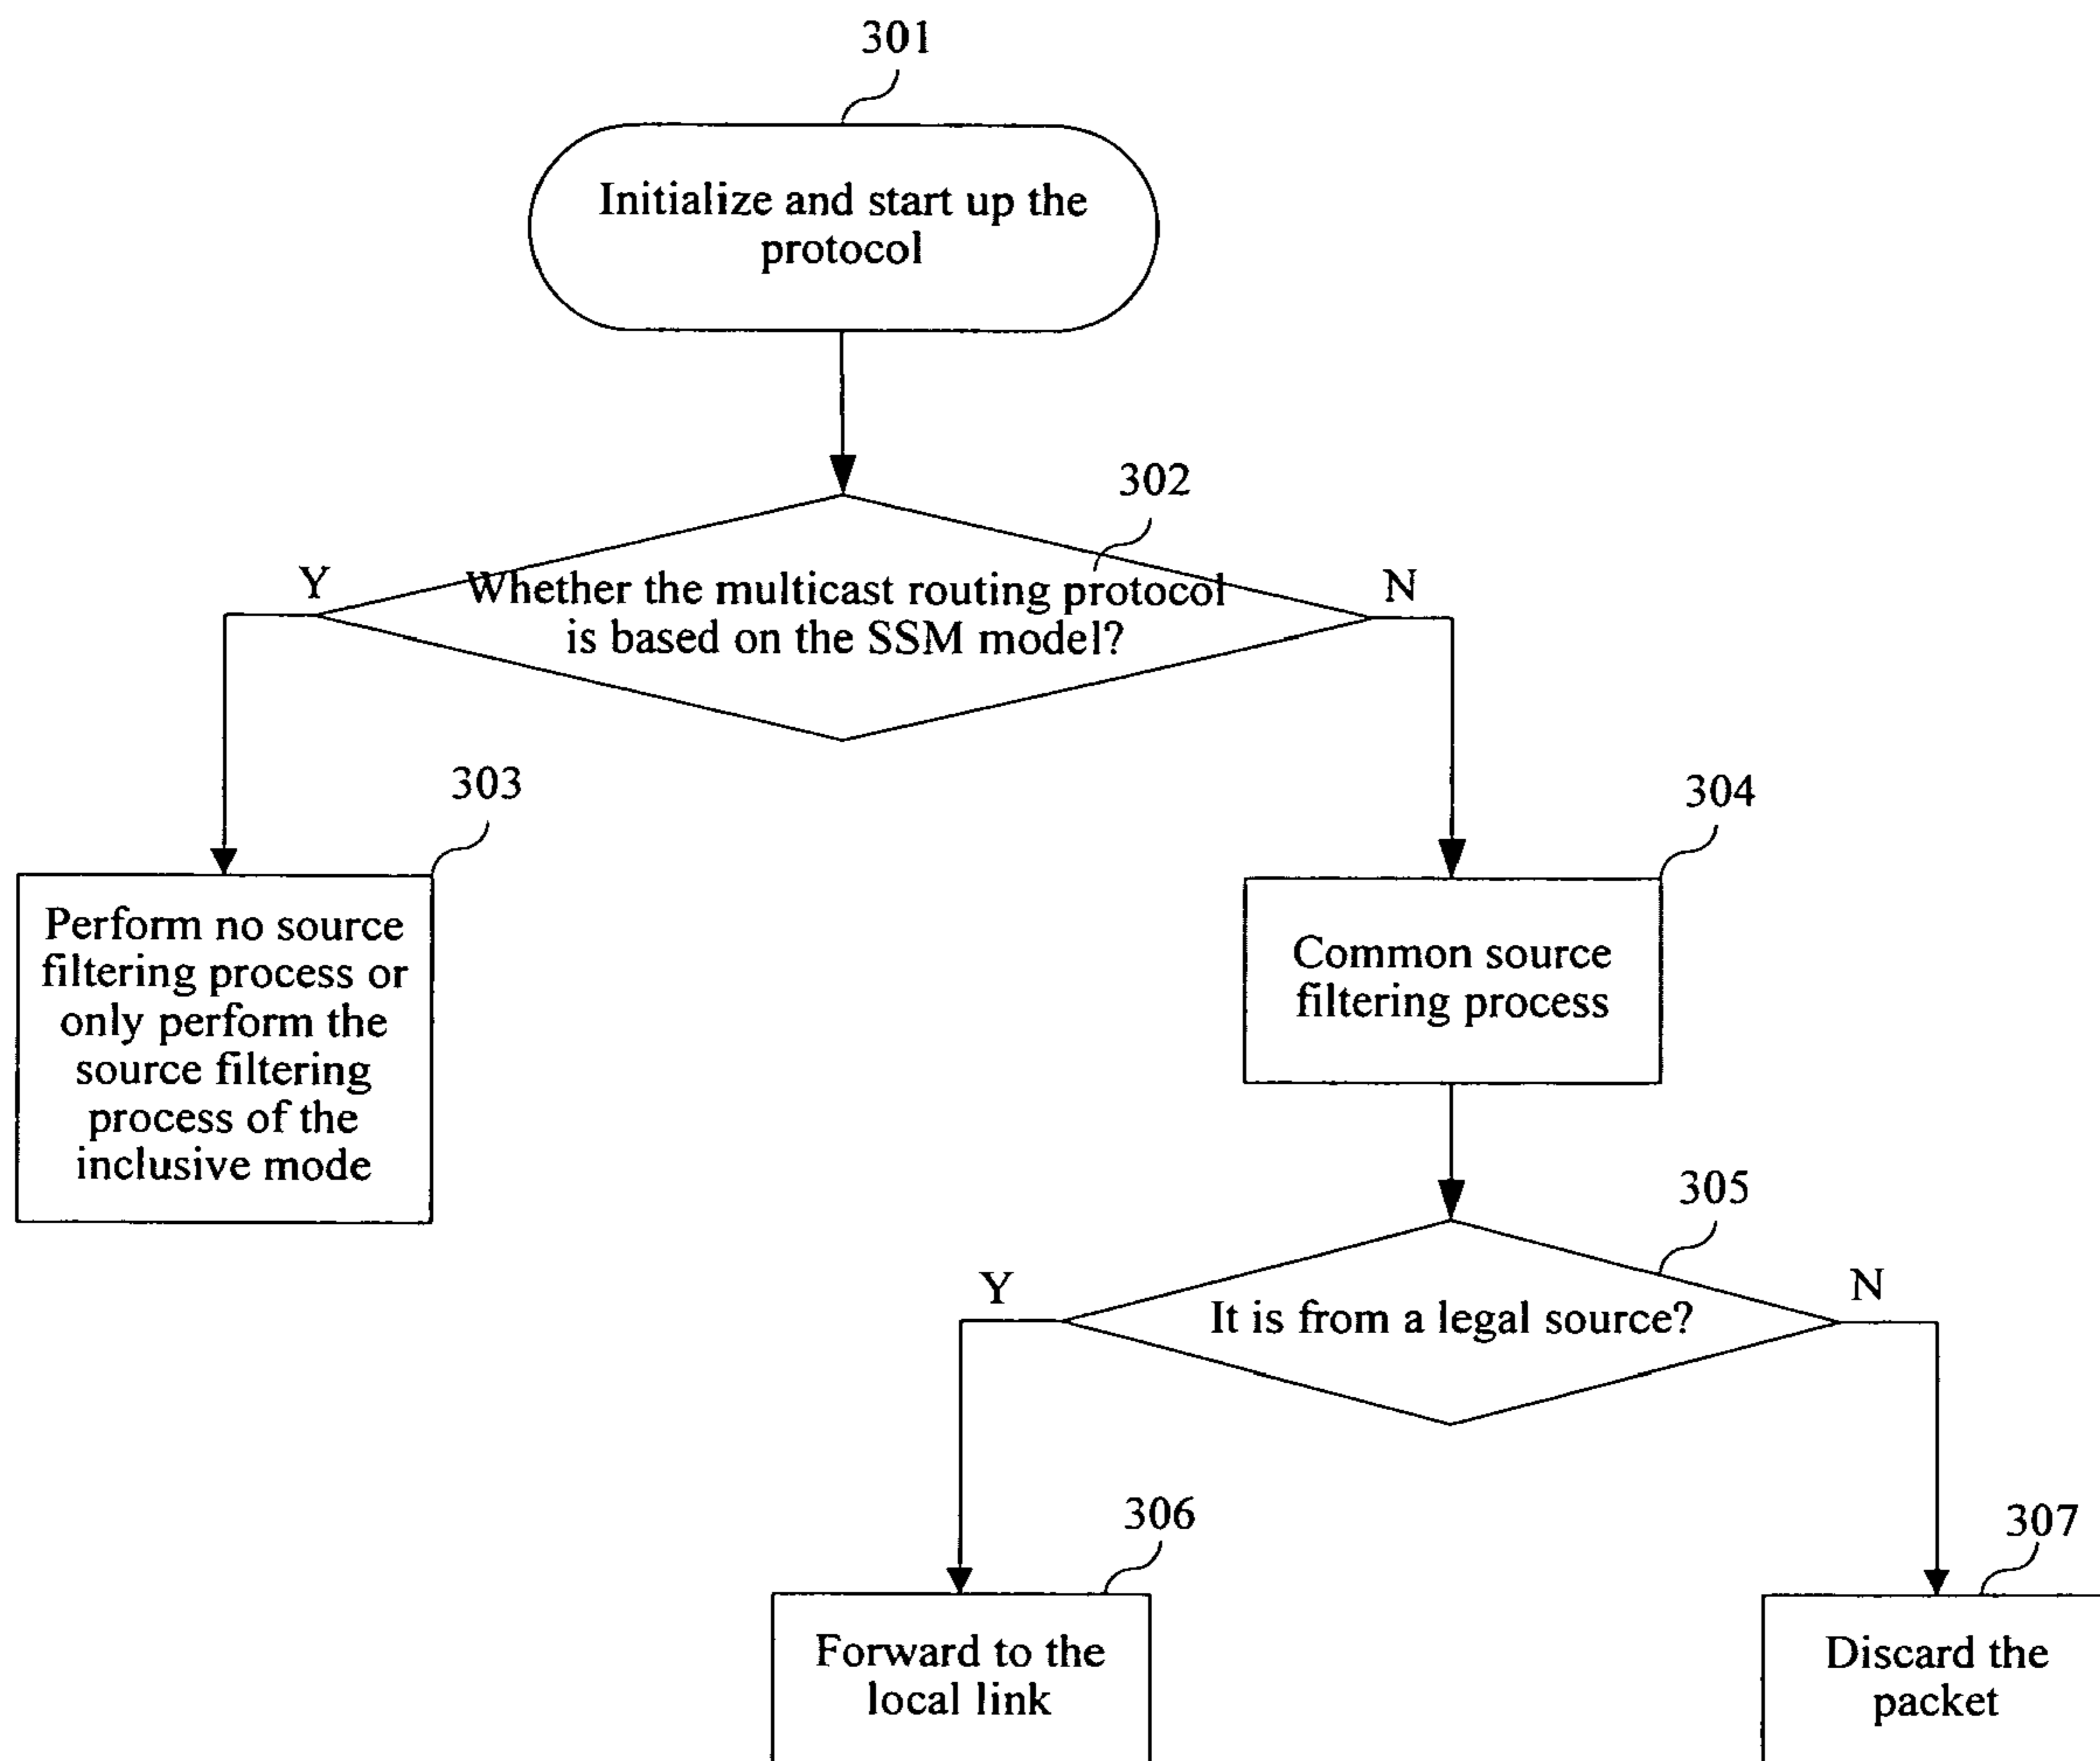 301
Initialize and start up the
protocol
302
Y
N
Whether the multicast routing protocol
is based on the SSM model?
303
304
Perform no source
filtering process or
only perform the
source filtering
process of the
inclusive mode
Common source
filtering process
305
Y
N
It is from a legal source?
306
307
Forward to the
local link
Discard the
packet